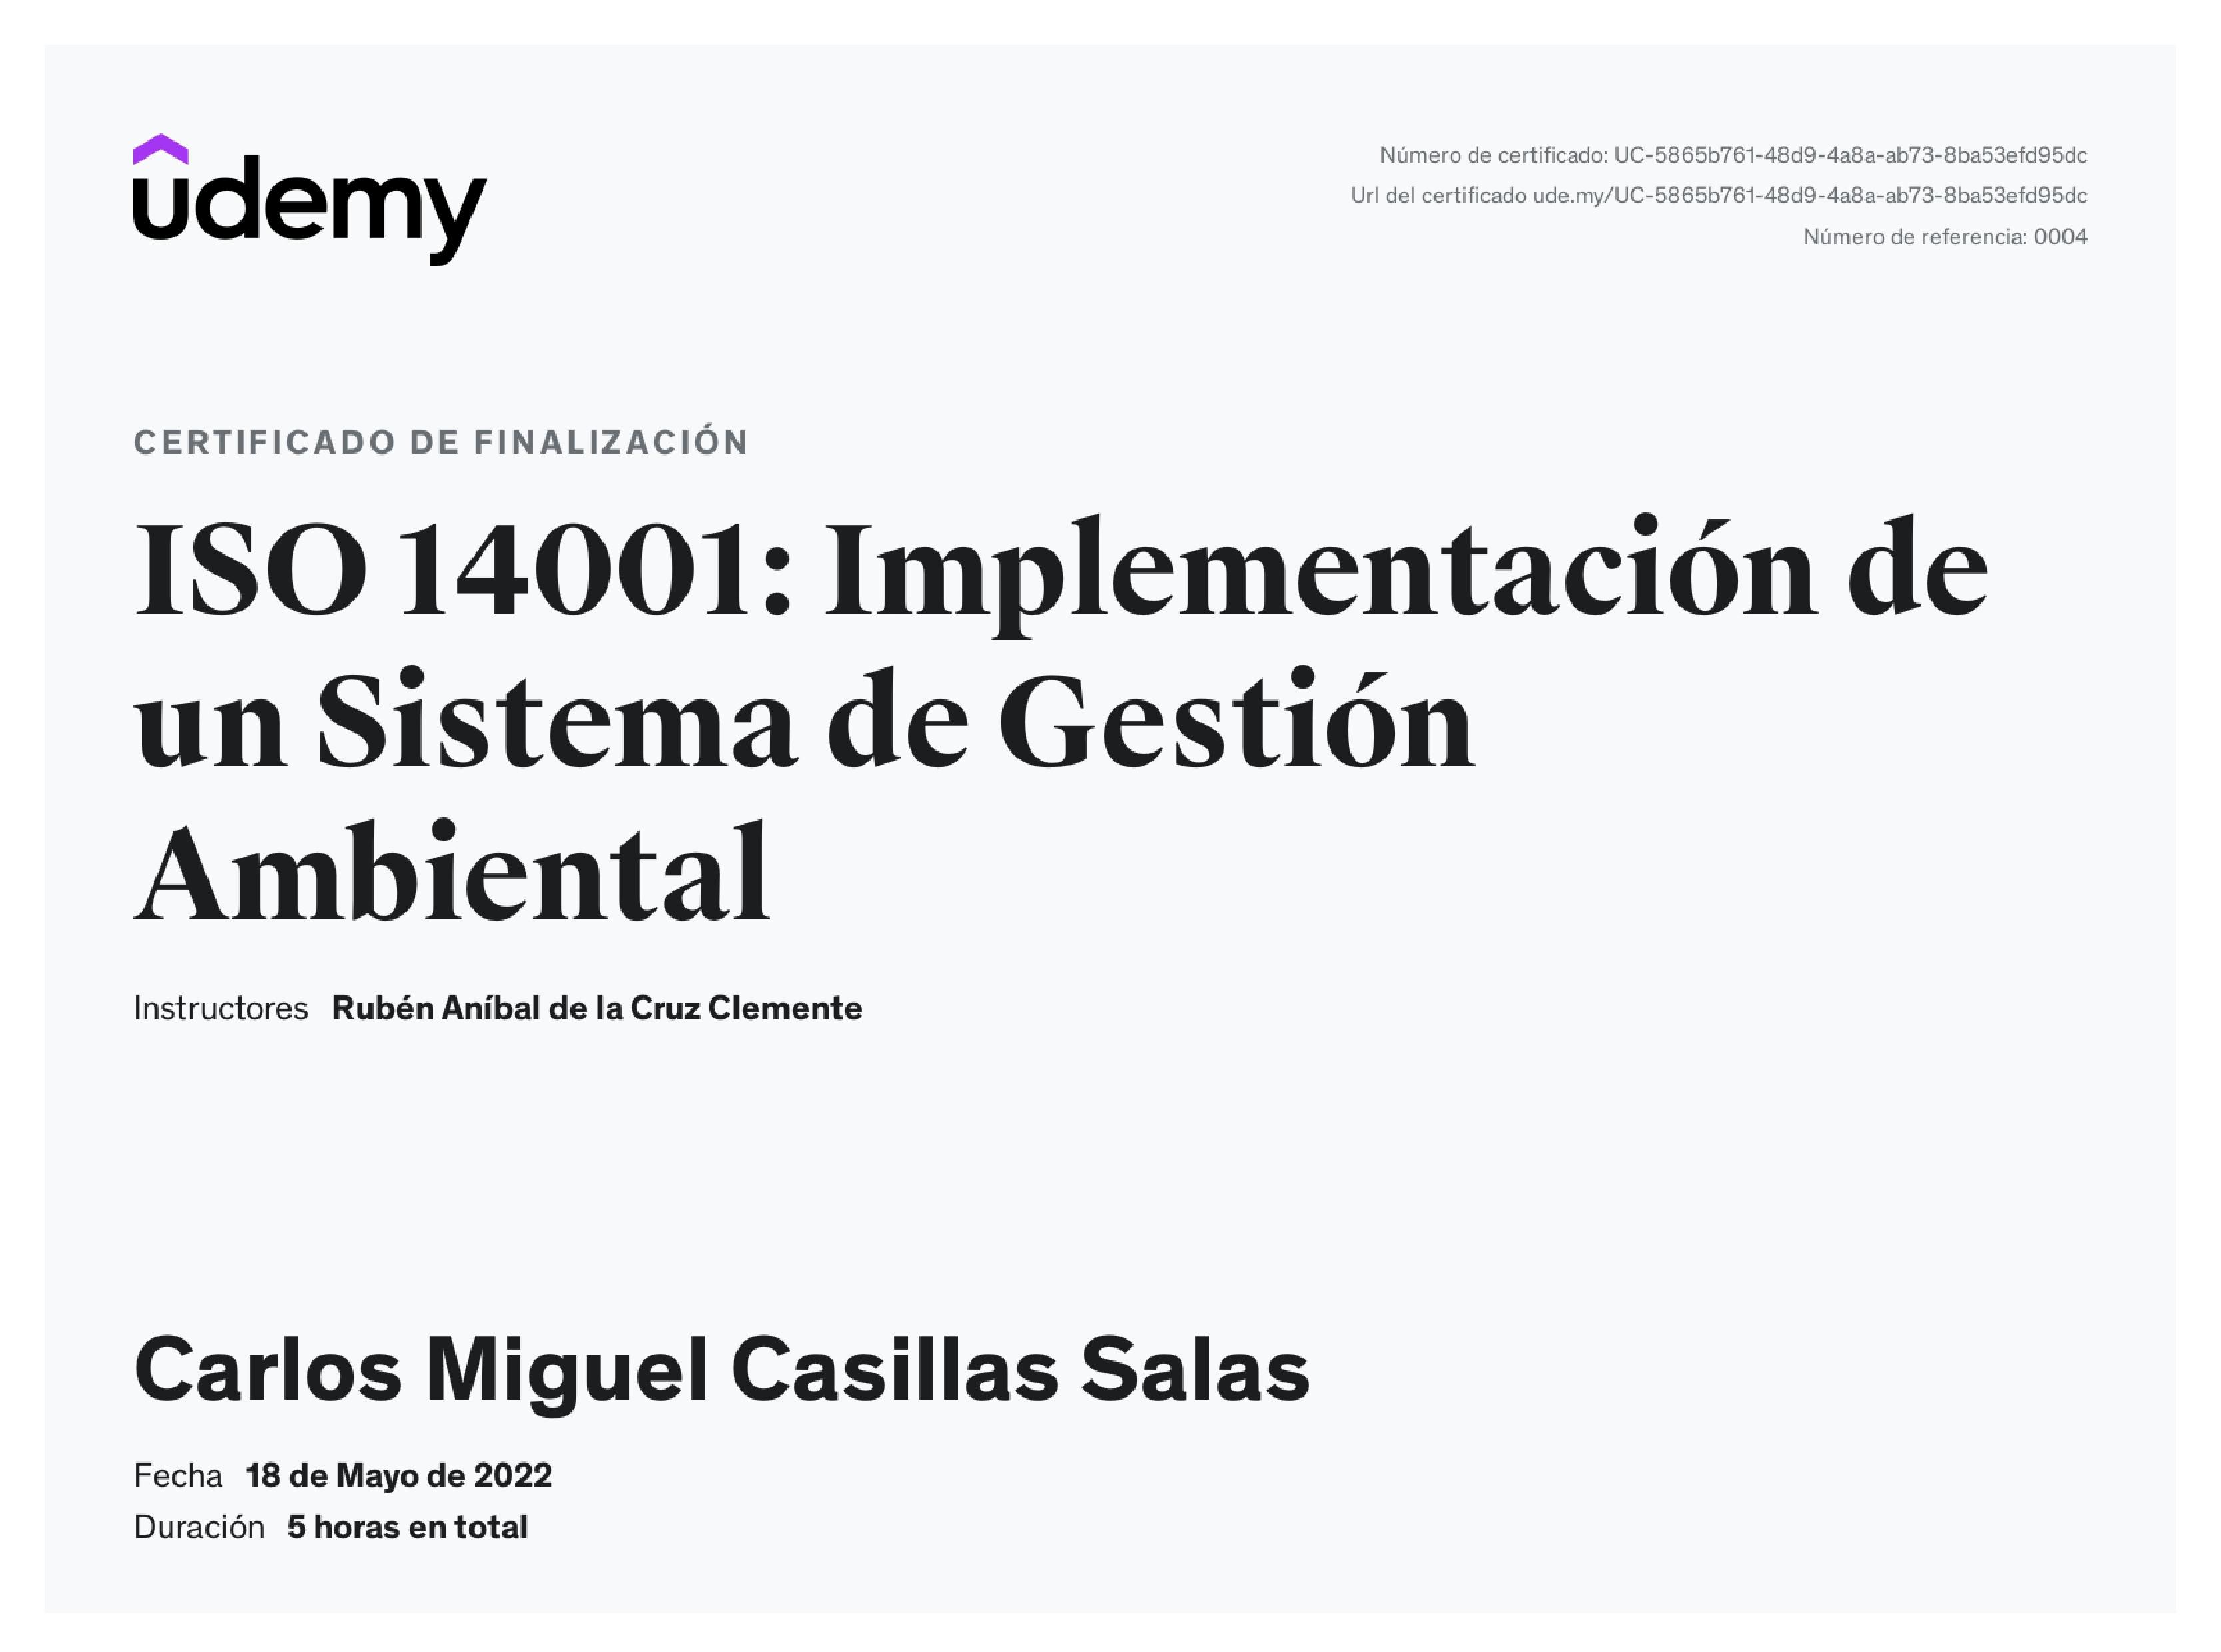 udemy
Número de certificado: UC-5865b761-48d9-4a8a-ab73-8ba53efd95dc
Url del certificado ude.my/UC-5865b761-48d9-4a8a-ab73-8ba53efd95dc
Número de referencia: 0004
CERTIFICADO DE FINALIZACIÓN
ISO 14001: Implementación de
un Sistema de Gestión
Ambiental
Instructores Rubén Aníbal de la Cruz Clemente
Carlos Miguel Casillas Salas
Fecha 18 de Mayo de 2022
Duración 5 horas en total